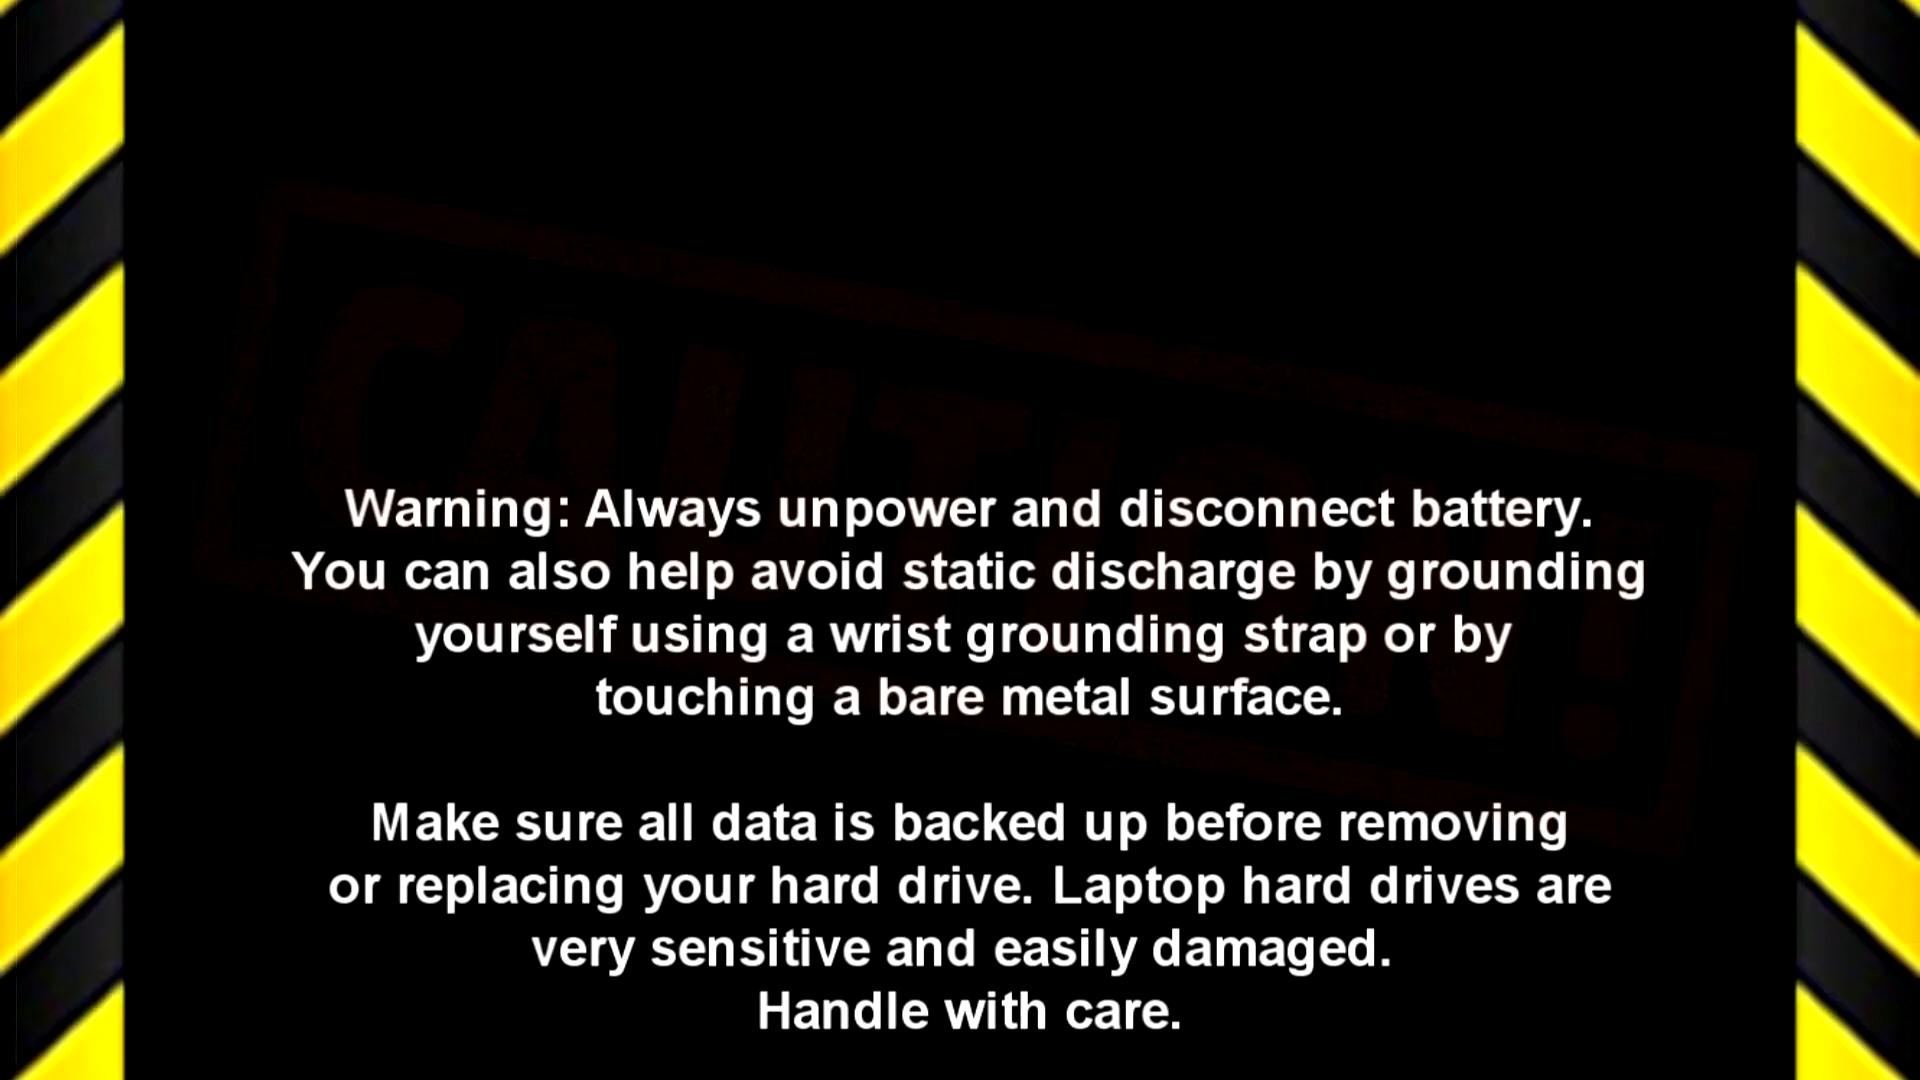 CAUTION!
Warning: Always unpower and disconnect battery.
You can also help avoid static discharge by grounding
yourself using a wrist grounding strap or by
touching a bare metal surface.
Make sure all data is backed up before removing
or replacing your hard drive. Laptop hard drives are
very sensitive and easily damaged.
Handle with care.